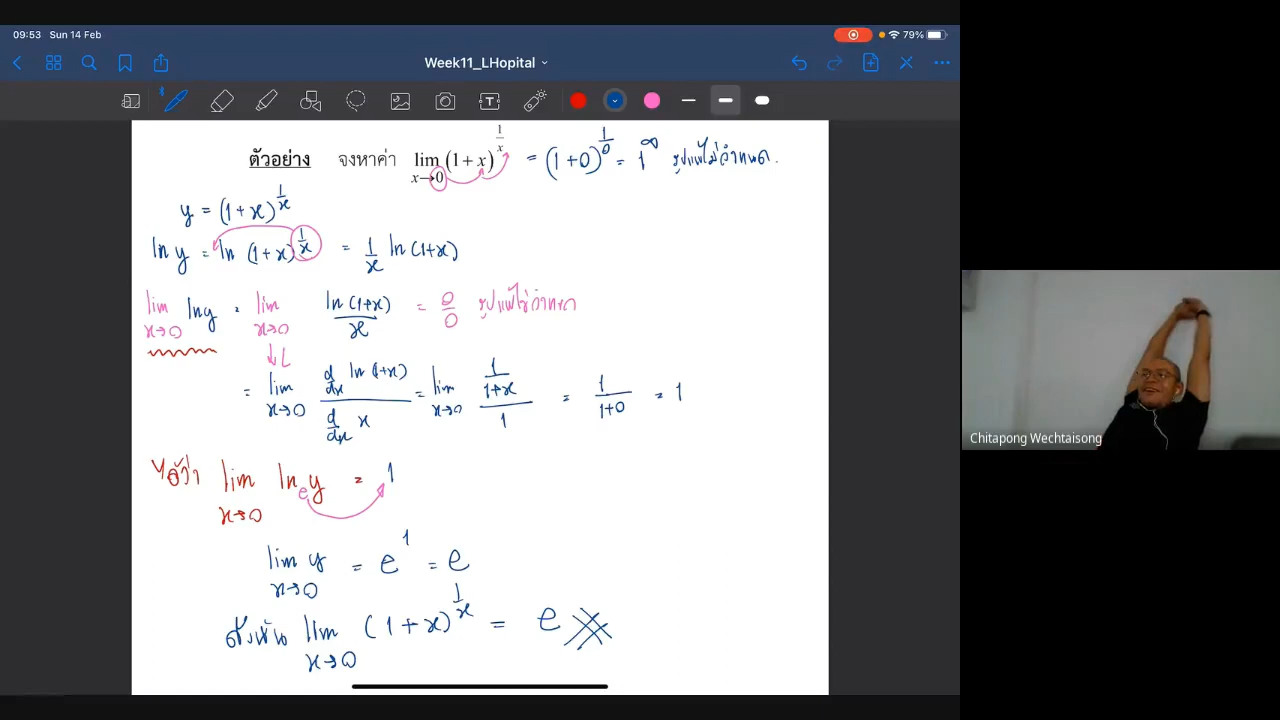 09:53 Sun 14 Feb
79%
Week11_LHopital
ตัวอย่าง จงหาค่า lim x→0 (1+x)^(1/x) = (1+0)^(1/0) = 1^∞ รูปแบบไม่กำหนด.
y = (1+x)^(1/x)
ln y = ln (1+x)^(1/x) = 1/x ln(1+x)
lim x→0 ln y = lim x→0 ln(1+x)/x = 0/0 รูปแบบไม่กำหนด
↓L
= lim x→0 (d/dx ln(1+x))/(d/dx x) = lim x→0 (1/(1+x))/1 = 1/(1+0) = 1
ได้ว่า lim x→0 ln_e y = 1
lim x→0 y = e^1 = e
ดังนั้น lim x→0 (1+x)^(1/x) = e
Chitapong Wechtaisong